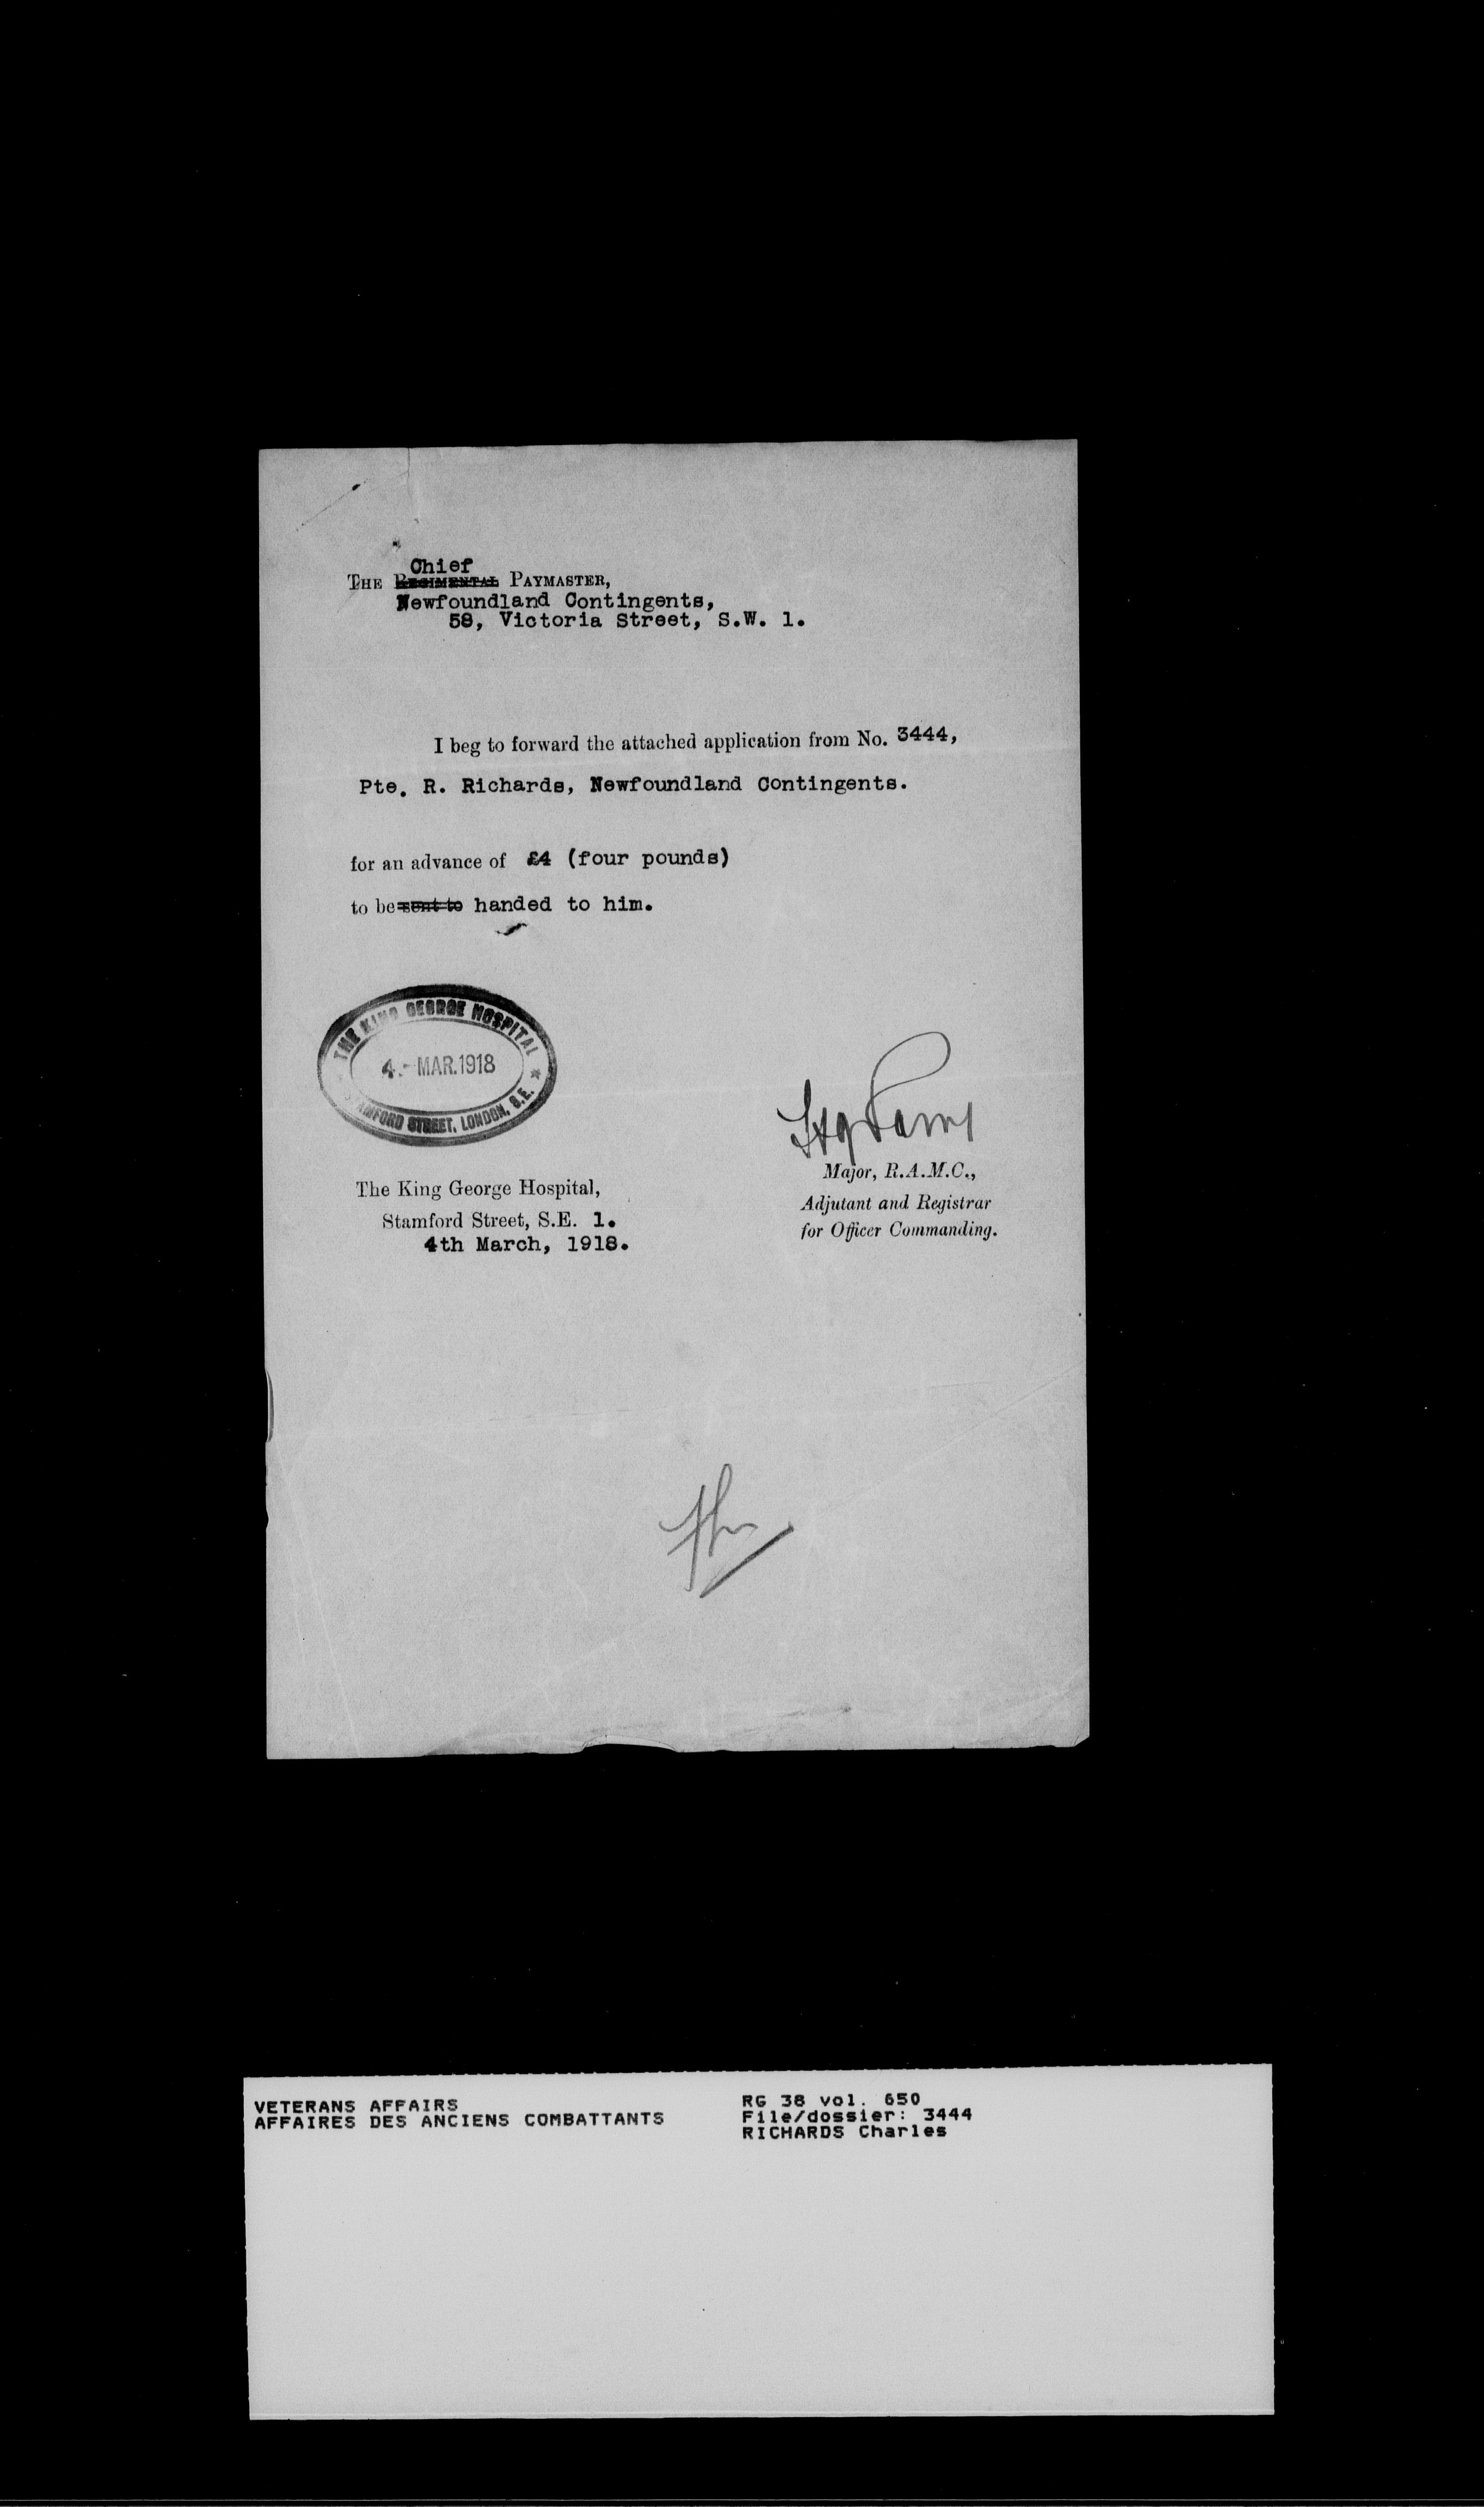 Chief
THE REGIMENTAL PAYMASTER,
Newfoundland Contingents,
58, Victoria Street, S.W. 1.
I beg to forward the attached application from No. 3444,
Pte. R. Richards, Newfoundland Contingents.
for an advance of £4 (four pounds)
to be sent to handed to him.
THE KING GEORGE HOSPITAL
4 - MAR.1918
STAMFORD STREET, LONDON, S.E.
Major, R.A.M.C.,
Adjutant and Registrar
for Officer Commanding.
The King George Hospital,
Stamford Street, S.E. 1.
4th March, 1918.
VETERANS AFFAIRS
AFFAIRES DES ANCIENS COMBATTANTS
RG 38 vol. 650
File/dossier: 3444
RICHARDS Charles